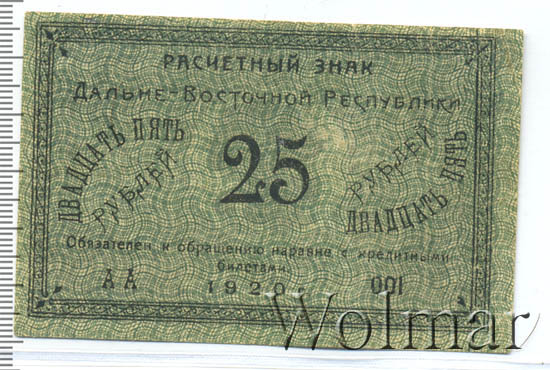 РАСЧЕТНЫЙ ЗНАК
ДАЛЬНЕ-ВОСТОЧНОЙ РЕСПУБЛИКИ
ДВАДЦАТЬ ПЯТЬ
РУБЛЕЙ
25
РУБЛЕЙ
ДВАДЦАТЬ ПЯТЬ
Обязателен к обращению наравне с кредитными
билетами.
АА
1920 г.
001
Wolmar